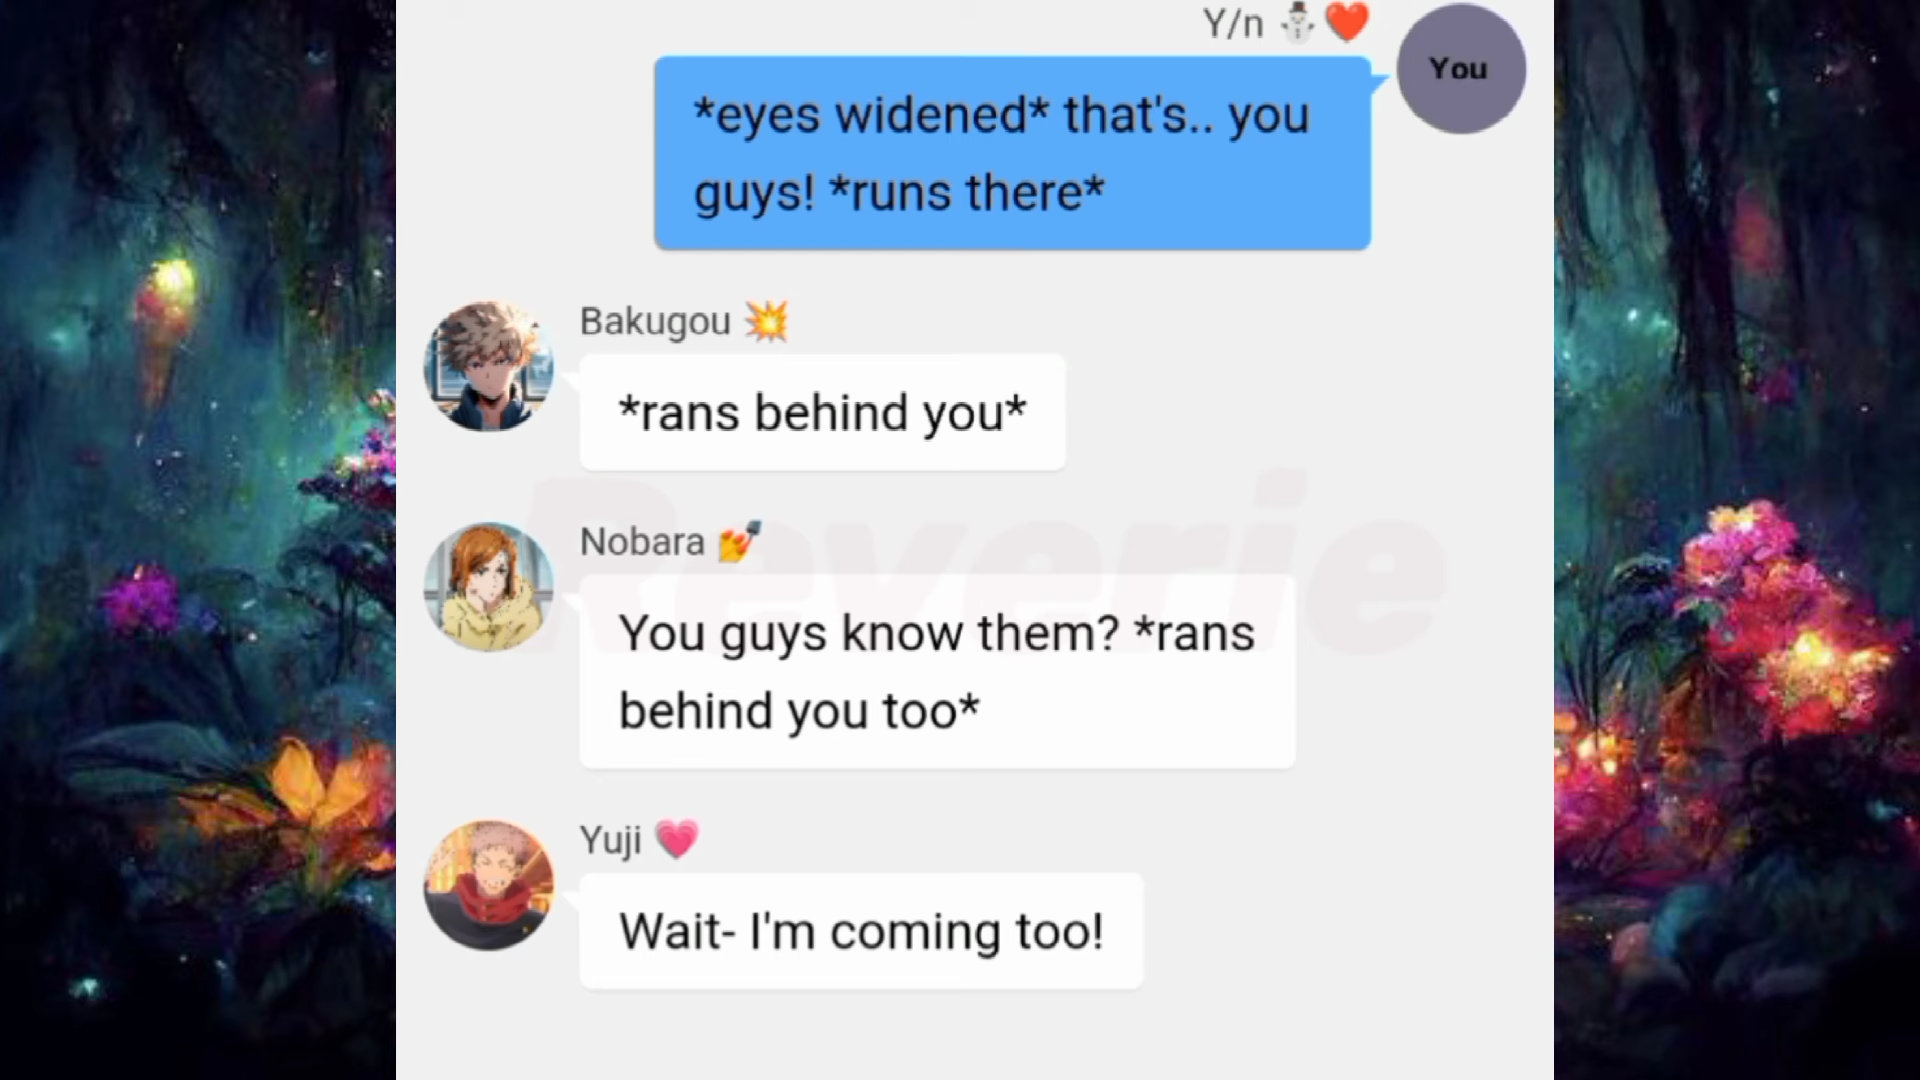 Y/n ⛄❤️
You
*eyes widened* that's.. you
guys! *runs there*
Bakugou 💥
*rans behind you*
Nobara 💅
You guys know them? *rans
behind you too*
Reverie
Yuji 💗
Wait- I'm coming too!